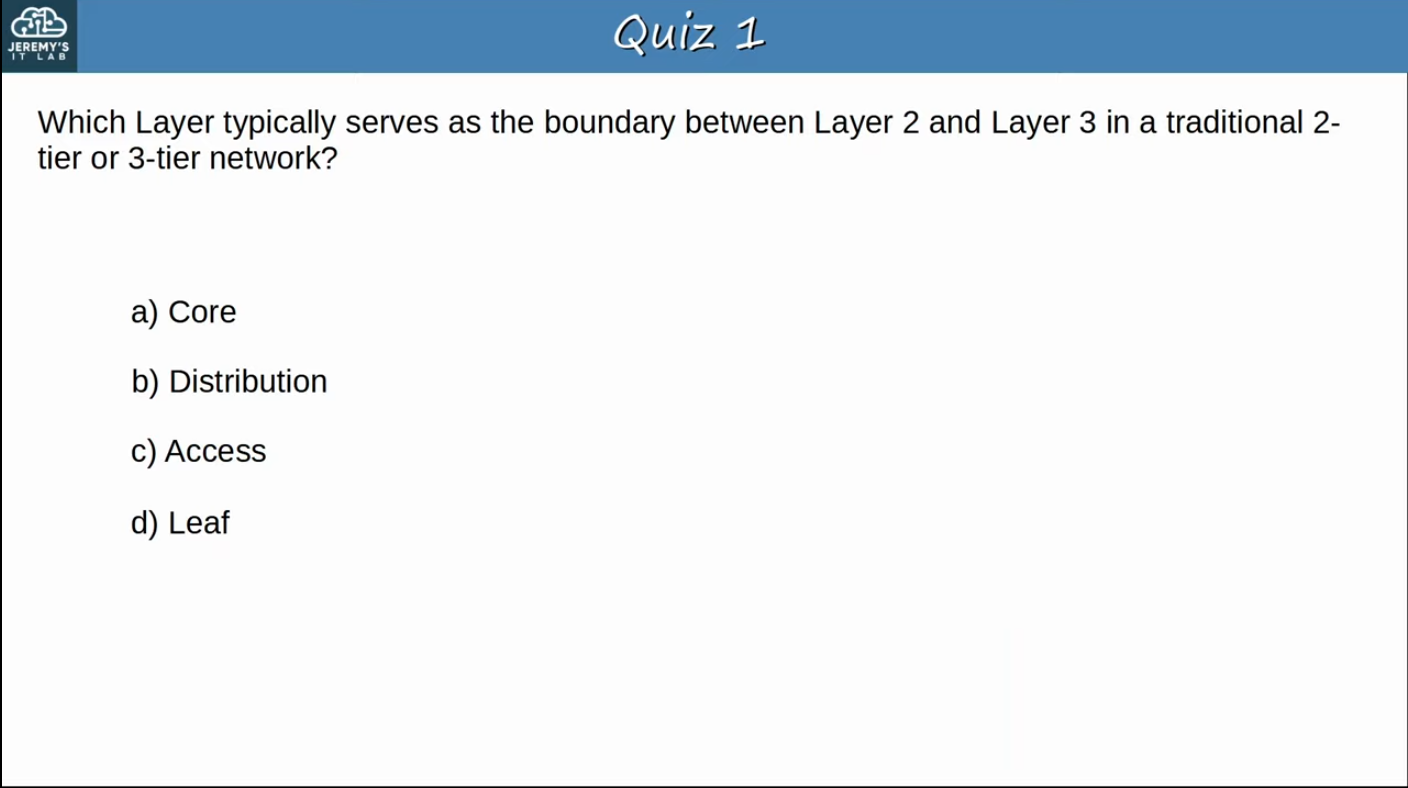 JEREMY'S
IT LAB
Quiz 1
Which Layer typically serves as the boundary between Layer 2 and Layer 3 in a traditional 2-
tier or 3-tier network?
a) Core
b) Distribution
c) Access
d) Leaf